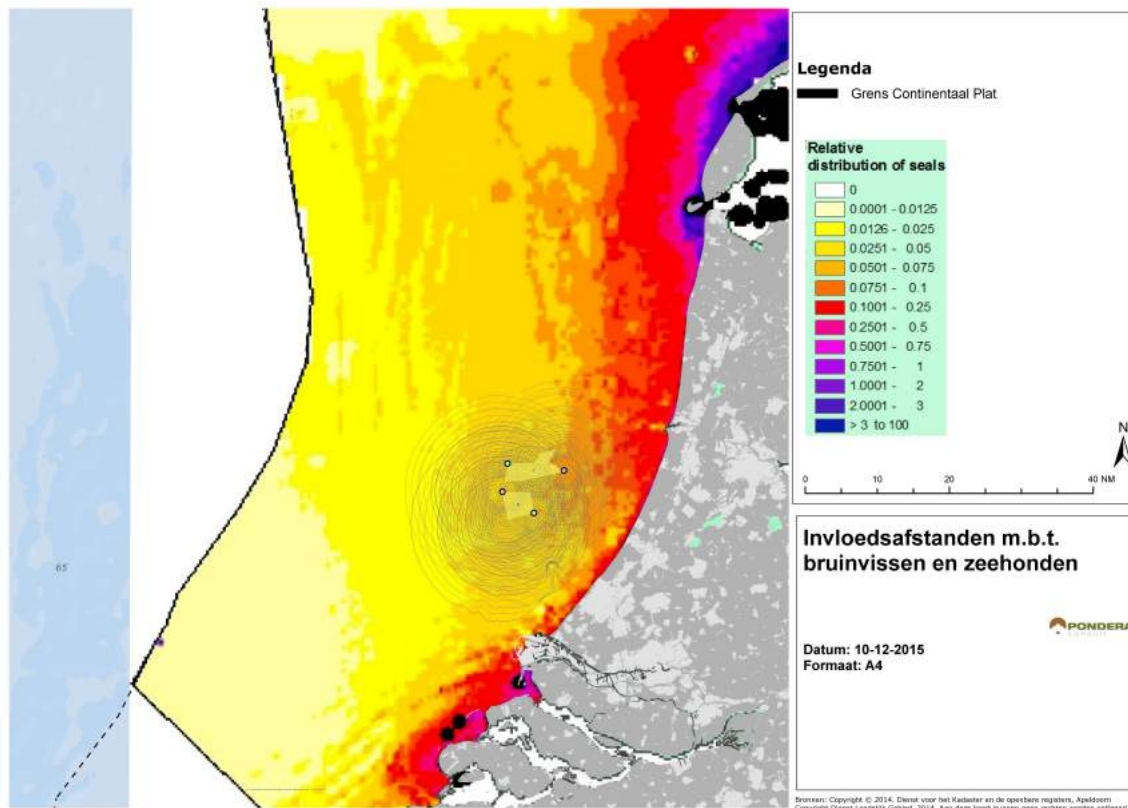 Legenda
Grens Continentaal Plat
Relative
distribution of seals
0
0.0001 - 0.0125
0.0126 - 0.025
0.0251 - 0.05
0.0501 - 0.075
0.0751 - 0.1
0.1001 - 0.25
0.2501 - 0.5
0.5001 - 0.75
0.7501 - 1
1.0001 - 2
2.0001 - 3
> 3 to 100
N
0 10 20 40 NM
65
Invloedsafstanden m.b.t.
bruinvissen en zeehonden
PONDERA
Datum: 10-12-2015
Formaat: A4
Bronnen: Copyright © 2014. Dienst voor het Kadaster en de openbare registers, Apeldoorn